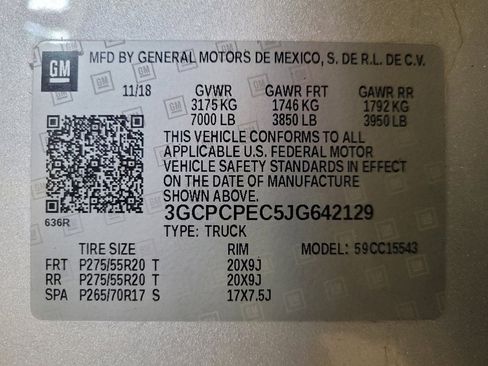 GM MFD BY GENERAL MOTORS DE MEXICO, S. DE R.L. DE C.V.
11/18 GVWR GAWR FRT GAWR RR
3175 KG 1746 KG 1792 KG
7000 LB 3850 LB 3950 LB
THIS VEHICLE CONFORMS TO ALL
APPLICABLE U.S. FEDERAL MOTOR
VEHICLE SAFETY STANDARDS IN EFFECT
ON THE DATE OF MANUFACTURE
SHOWN ABOVE.
3GCPCPEC5JG642129
636R TYPE: TRUCK
TIRE SIZE RIM MODEL: 59CC15543
FRT P275/55R20 T 20X9J
RR P275/55R20 T 20X9J
SPA P265/70R17 S 17X7.5J